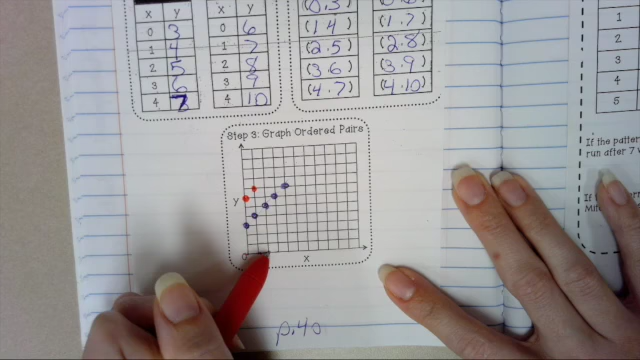 x y x y (0.3)
0 3 0 6 (1 4) (1.7)
1 4 1 7 (2.5) (2.8)
2 5 2 8 (3 6) (3.9)
3 6 3 9 (4.7) (4.10)
4 7 4 10
1
2
3
4
5
Step 3: Graph Ordered Pairs
y
0
x
If the patter
run after 7 w
p.40